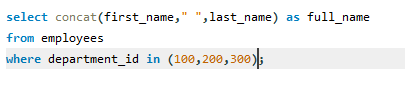 select concat(first_name," ",last_name) as full_name
from employees
where department_id in (100,200,300);